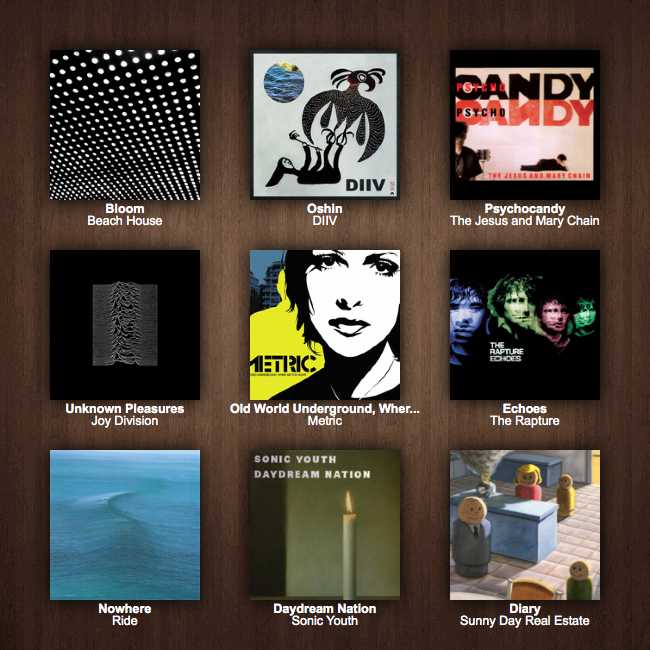 DIIV
PSYCHO
CANDY
PSYCHO
CANDY
THE JESUS AND MARY CHAIN
Bloom
Beach House
Oshin
DIIV
Psychocandy
The Jesus and Mary Chain
METRIC
THE
RAPTURE
ECHOES
Unknown Pleasures
Joy Division
Old World Underground, Wher...
Metric
Echoes
The Rapture
SONIC YOUTH
DAYDREAM NATION
Nowhere
Ride
Daydream Nation
Sonic Youth
Diary
Sunny Day Real Estate